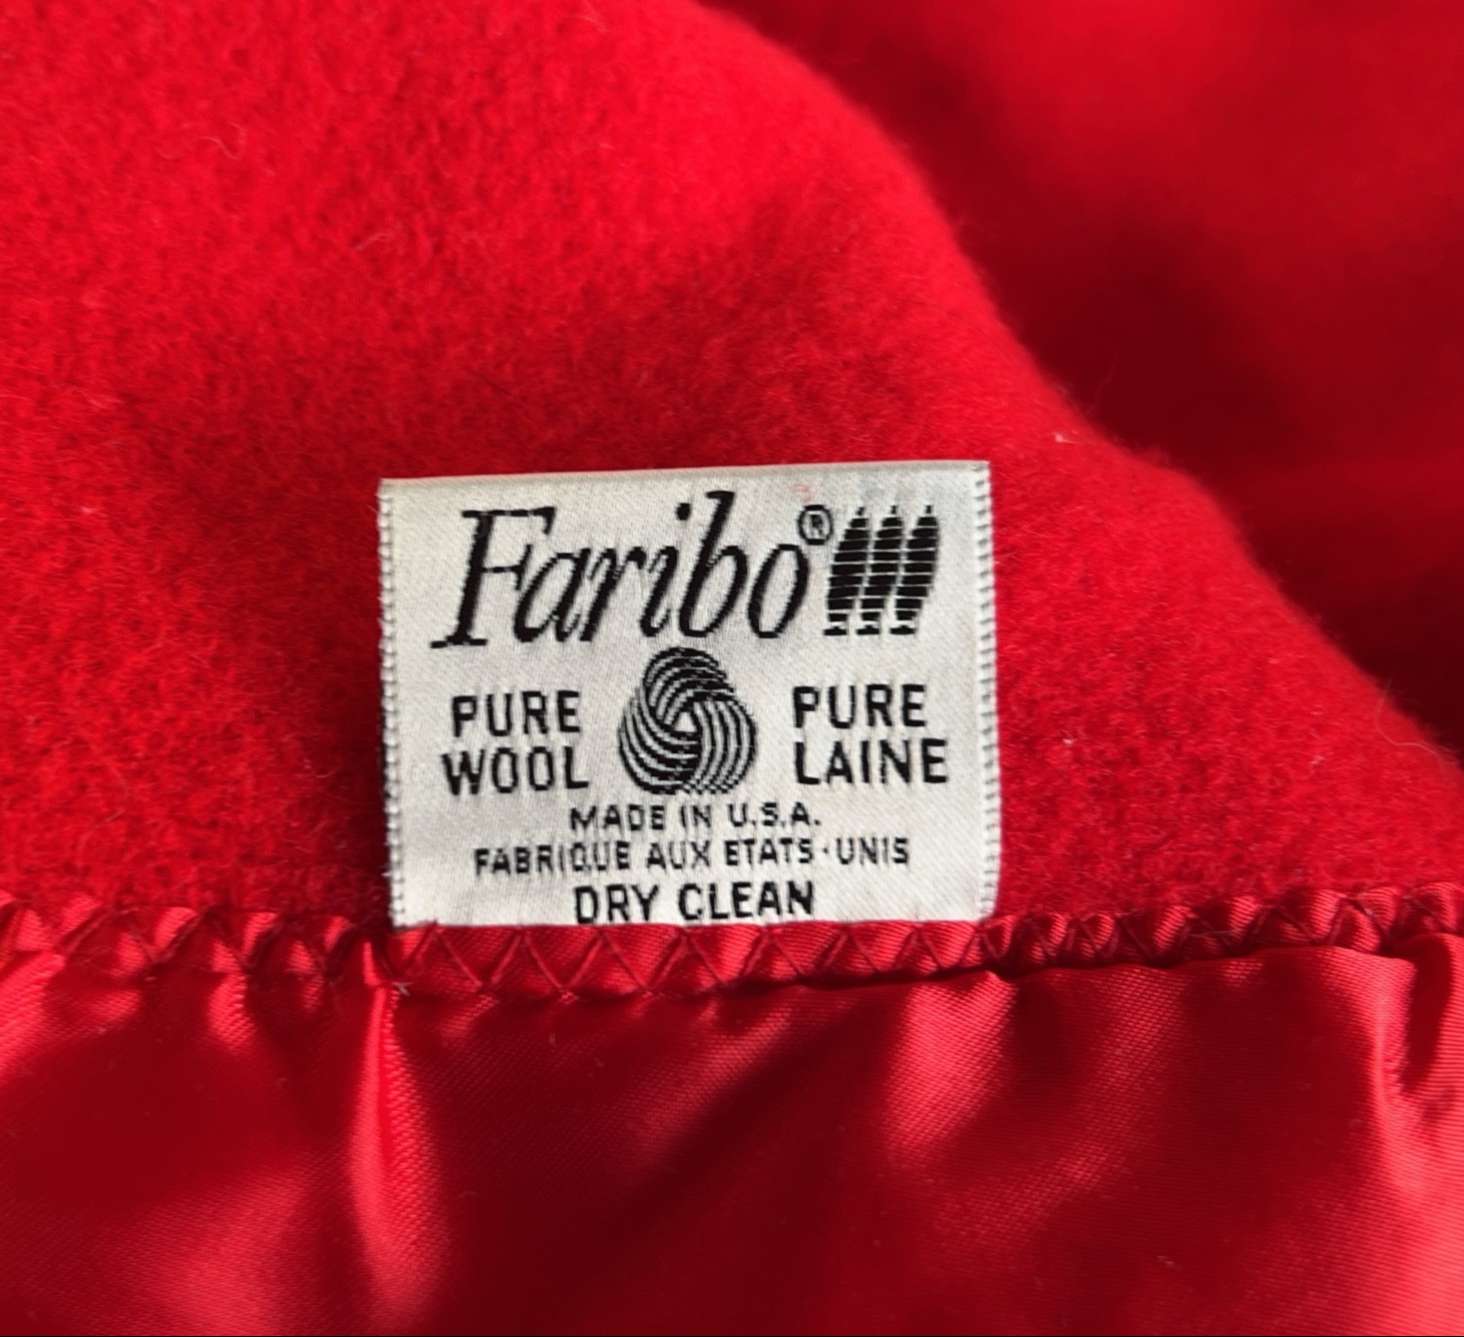 Faribo®
PURE WOOL
PURE LAINE
MADE IN U.S.A.
FABRIQUE AUX ETATS-UNIS
DRY CLEAN